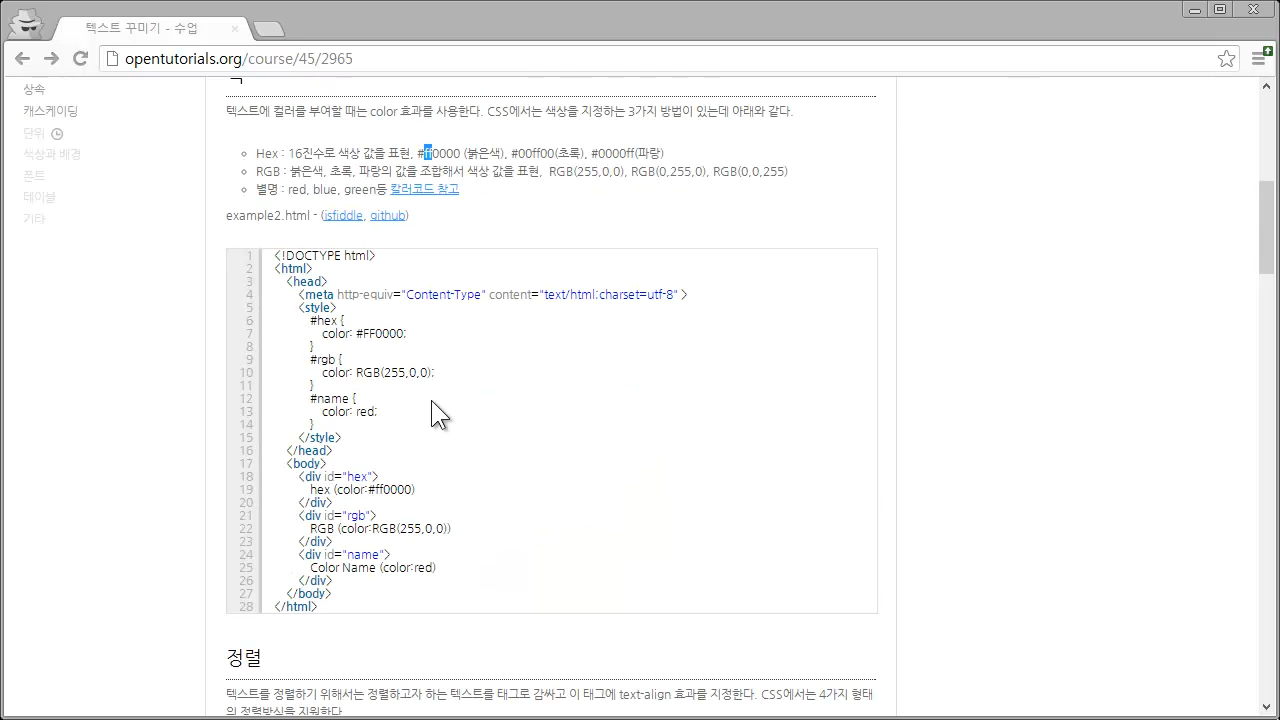 텍스트 꾸미기 - 수업
opentutorials.org/course/45/2965
상속
캐스케이딩
단위
색상과 배경
폰트
테이블
기타
텍스트에 컬러를 부여할 때는 color 효과를 사용한다. CSS에서는 색상을 지정하는 3가지 방법이 있는데 아래와 같다.
Hex : 16진수로 색상 값을 표현, #ff0000 (붉은색), #00ff00(초록), #0000ff(파랑)
RGB : 붉은색, 초록, 파랑의 값을 조합해서 색상 값을 표현, RGB(255,0,0), RGB(0,255,0), RGB(0,0,255)
별명 : red, blue, green등 칼러코드 참고
example2.html - (jsfiddle, github)
1 <!DOCTYPE html>
2 <html>
3 <head>
4 <meta http-equiv="Content-Type" content="text/html;charset=utf-8" >
5 <style>
6 #hex {
7 color: #FF0000;
8 }
9 #rgb {
10 color: RGB(255,0,0);
11 }
12 #name {
13 color: red;
14 }
15 </style>
16 </head>
17 <body>
18 <div id="hex">
19 hex (color:#ff0000)
20 </div>
21 <div id="rgb">
22 RGB (color:RGB(255,0,0))
23 </div>
24 <div id="name">
25 Color Name (color:red)
26 </div>
27 </body>
28 </html>
정렬
텍스트를 정렬하기 위해서는 정렬하고자 하는 텍스트를 태그로 감싸고 이 태그에 text-align 효과를 지정한다. CSS에서는 4가지 형태
의 정렬방식을 지원한다